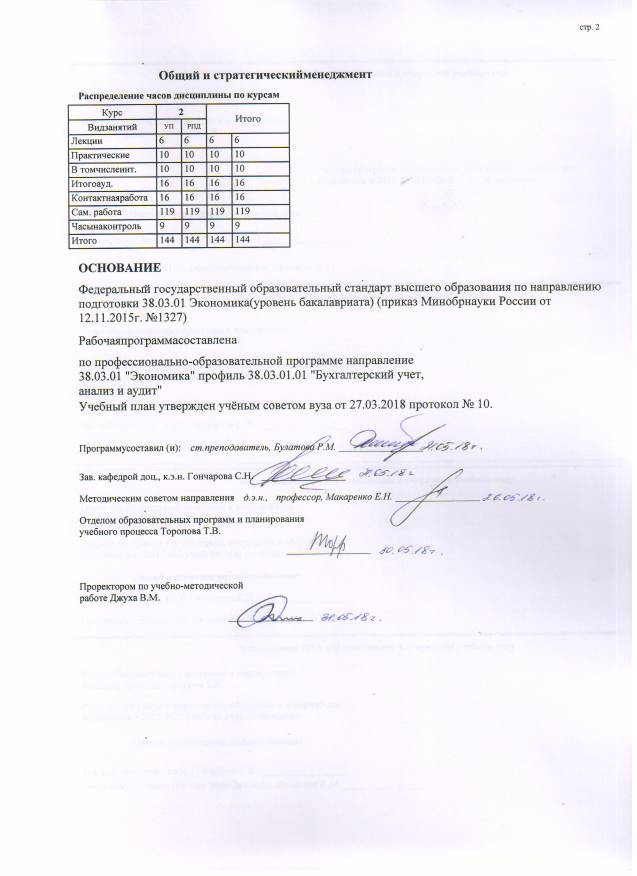 стр. 2
Общий и стратегическийменеджмент
Распределение часов дисциплины по курсам
Курс 2 Итого
Видзанятий УП РПД
Лекции 6 6 6 6
Практические 10 10 10 10
В томчислеинт. 10 10 10 10
Итогоауд. 16 16 16 16
Контактнаяработа 16 16 16 16
Сам. работа 119 119 119 119
Часынаконтроль 9 9 9 9
Итого 144 144 144 144
ОСНОВАНИЕ
Федеральный государственный образовательный стандарт высшего образования по направлению
подготовки 38.03.01 Экономика(уровень бакалавриата) (приказ Минобрнауки России от
12.11.2015г. №1327)
Рабочаяпрограммасоставлена
по профессионально-образовательной программе направление
38.03.01 "Экономика" профиль 38.03.01.01 "Бухгалтерский учет,
анализ и аудит"
Учебный план утвержден учёным советом вуза от 27.03.2018 протокол № 10.
Программусоставил (и): ст.преподаватель, Булатова Р.М.
Зав. кафедрой доц., к.э.н. Гончарова С.Н.
Методическим советом направления д.э.н., профессор, Макаренко Е.Н.
Отделом образовательных программ и планирования
учебного процесса Торопова Т.В.
30.05.18г.
Проректором по учебно-методической
работе Джуха В.М.
31.05.18г.